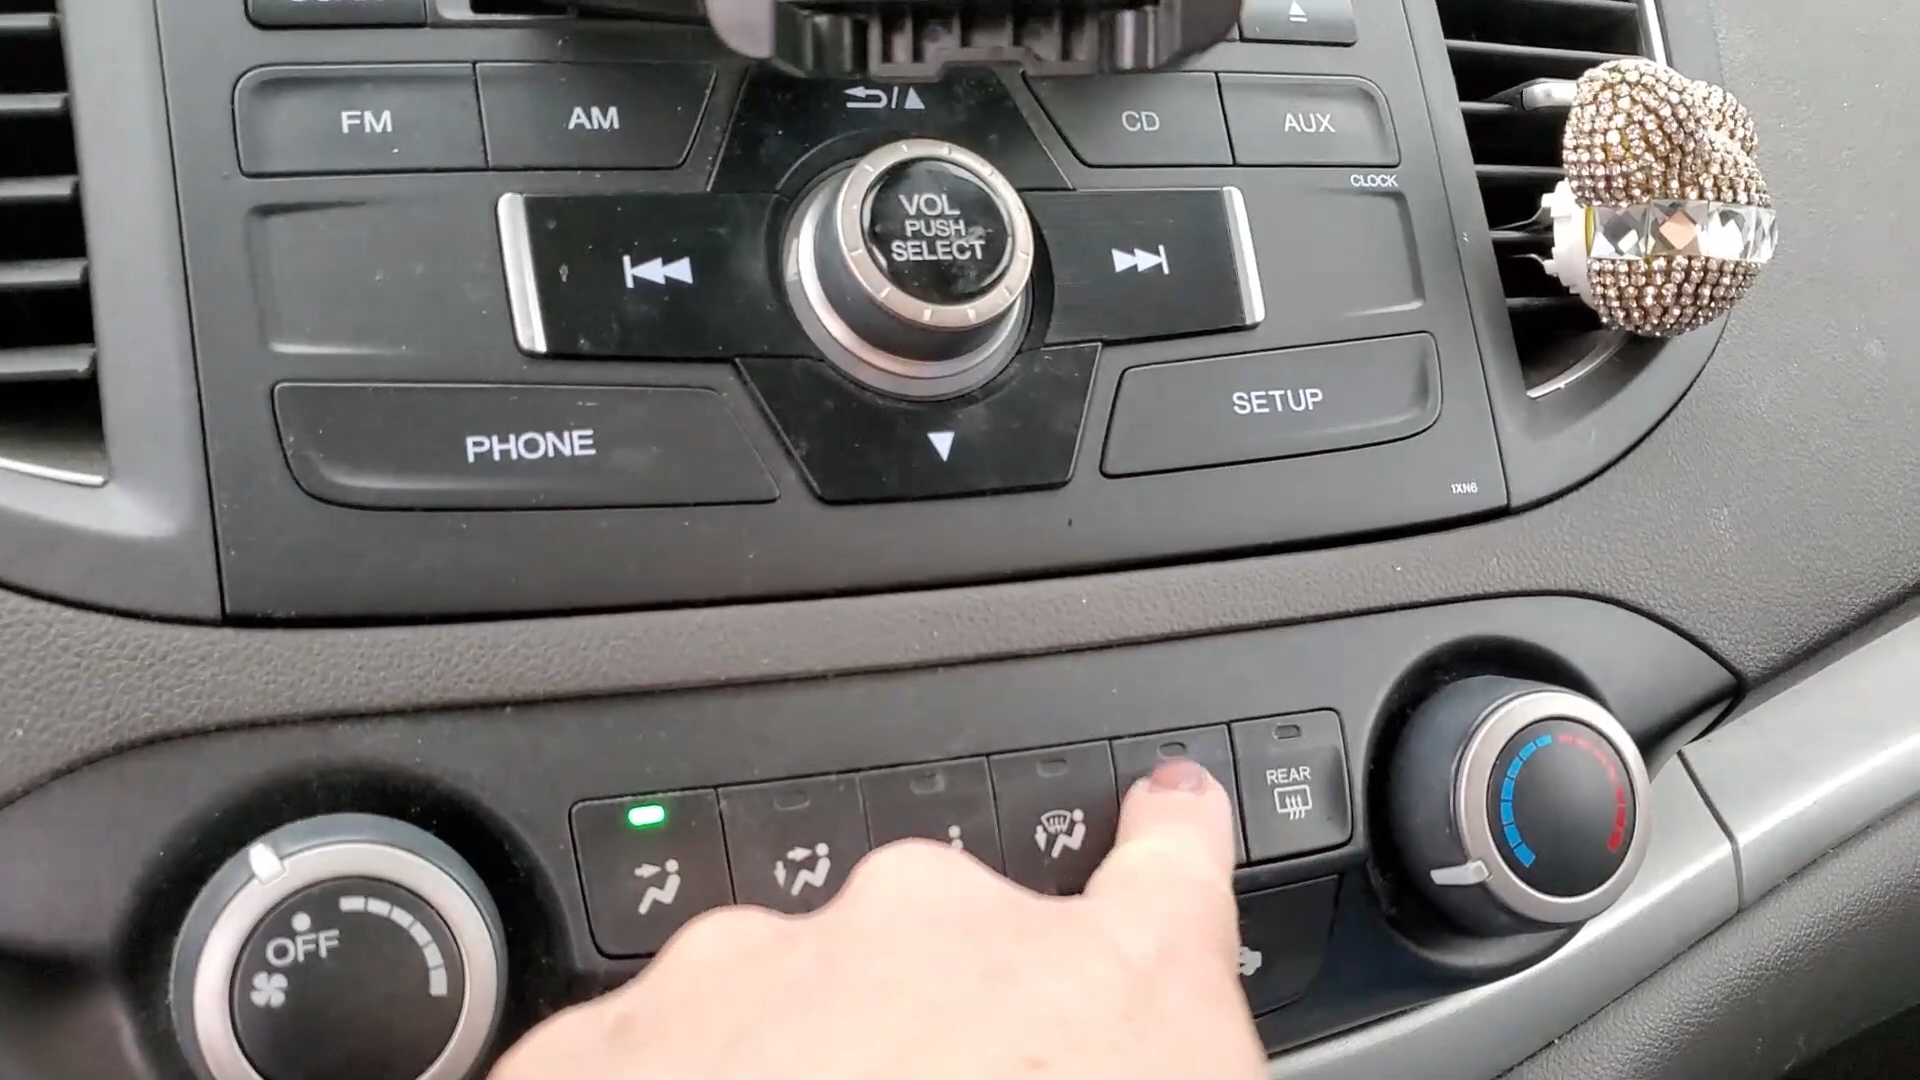 FM
AM
CD
AUX
CLOCK
VOL
PUSH
SELECT
PHONE
SETUP
1XN6
REAR
OFF